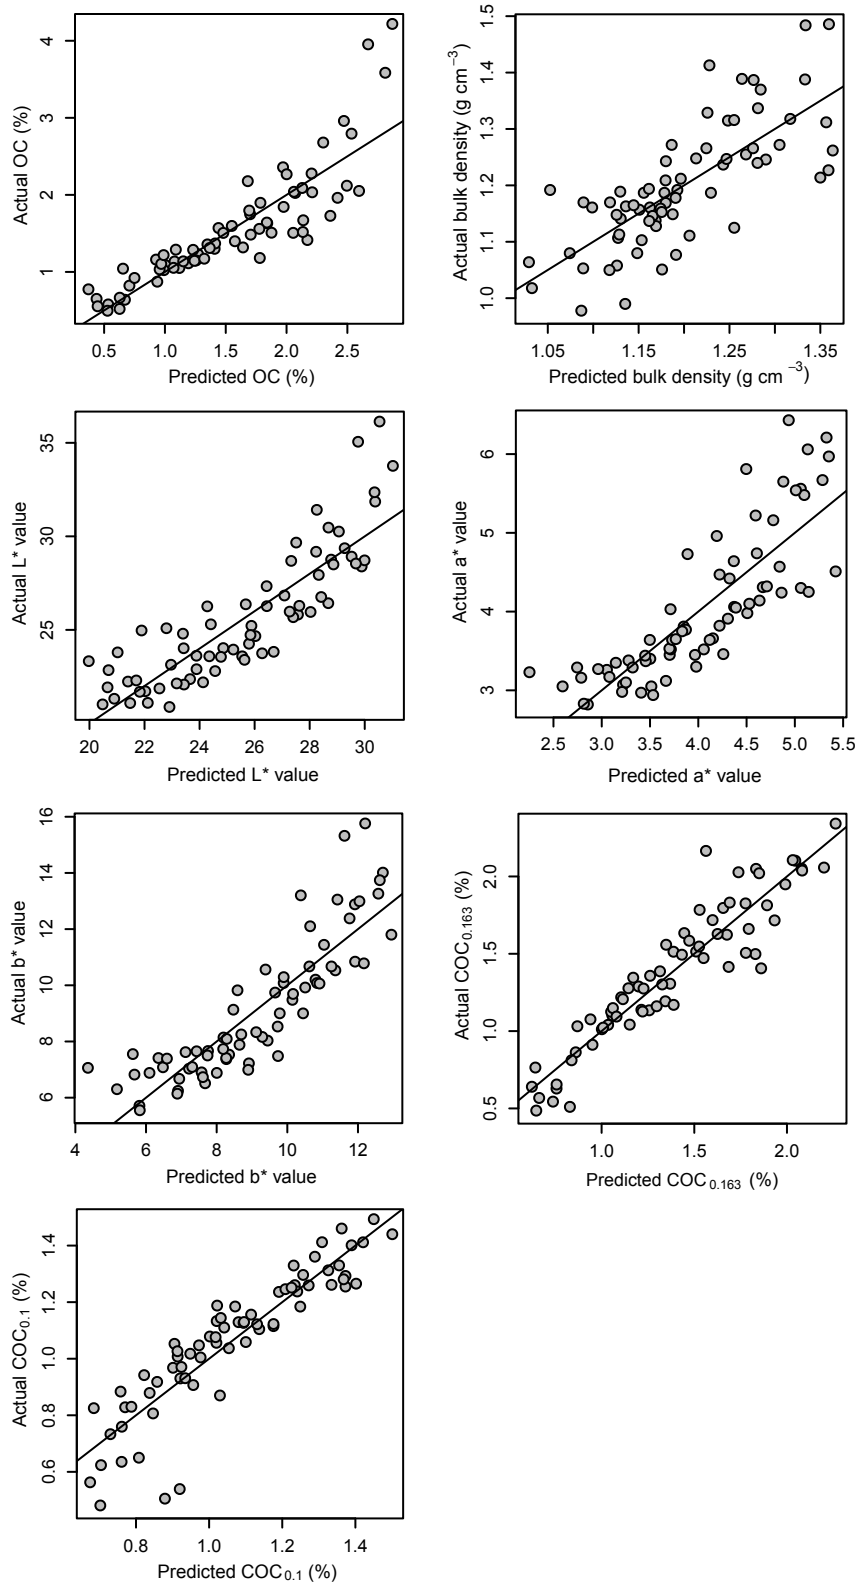 4
3
2
1
Actual OC (%)
0.5 1.0 1.5 2.0 2.5
Predicted OC (%)
1.5
1.4
1.3
1.2
1.1
1.0
Actual bulk density (g cm⁻³)
1.05 1.15 1.25 1.35
Predicted bulk density (g cm⁻³)
35
30
25
Actual L* value
20 22 24 26 28 30
Predicted L* value
6
5
4
3
Actual a* value
2.5 3.0 3.5 4.0 4.5 5.0 5.5
Predicted a* value
16
14
12
10
8
6
Actual b* value
4 6 8 10 12
Predicted b* value
2.0
1.5
1.0
0.5
Actual COC0.163 (%)
1.0 1.5 2.0
Predicted COC0.163 (%)
1.4
1.2
1.0
0.8
0.6
Actual COC0.1 (%)
0.8 1.0 1.2 1.4
Predicted COC0.1 (%)